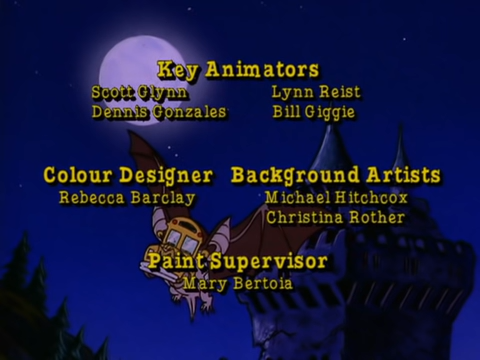 Key Animators
Scott Glynn Lynn Reist
Dennis Gonzales Bill Giggie
Colour Designer Background Artists
Rebecca Barclay Michael Hitchcox
Christina Rother
Paint Supervisor
Mary Bertoia